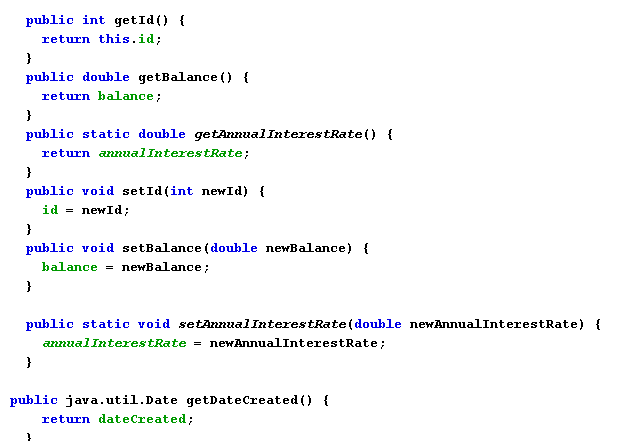 public int getId() {
return this.id;
}
public double getBalance() {
return balance;
}
public static double getAnnualInterestRate() {
return annualInterestRate;
}
public void setId(int newId) {
id = newId;
}
public void setBalance(double newBalance) {
balance = newBalance;
}
public static void setAnnualInterestRate(double newAnnualInterestRate) {
annualInterestRate = newAnnualInterestRate;
}
public java.util.Date getDateCreated() {
return dateCreated;
}